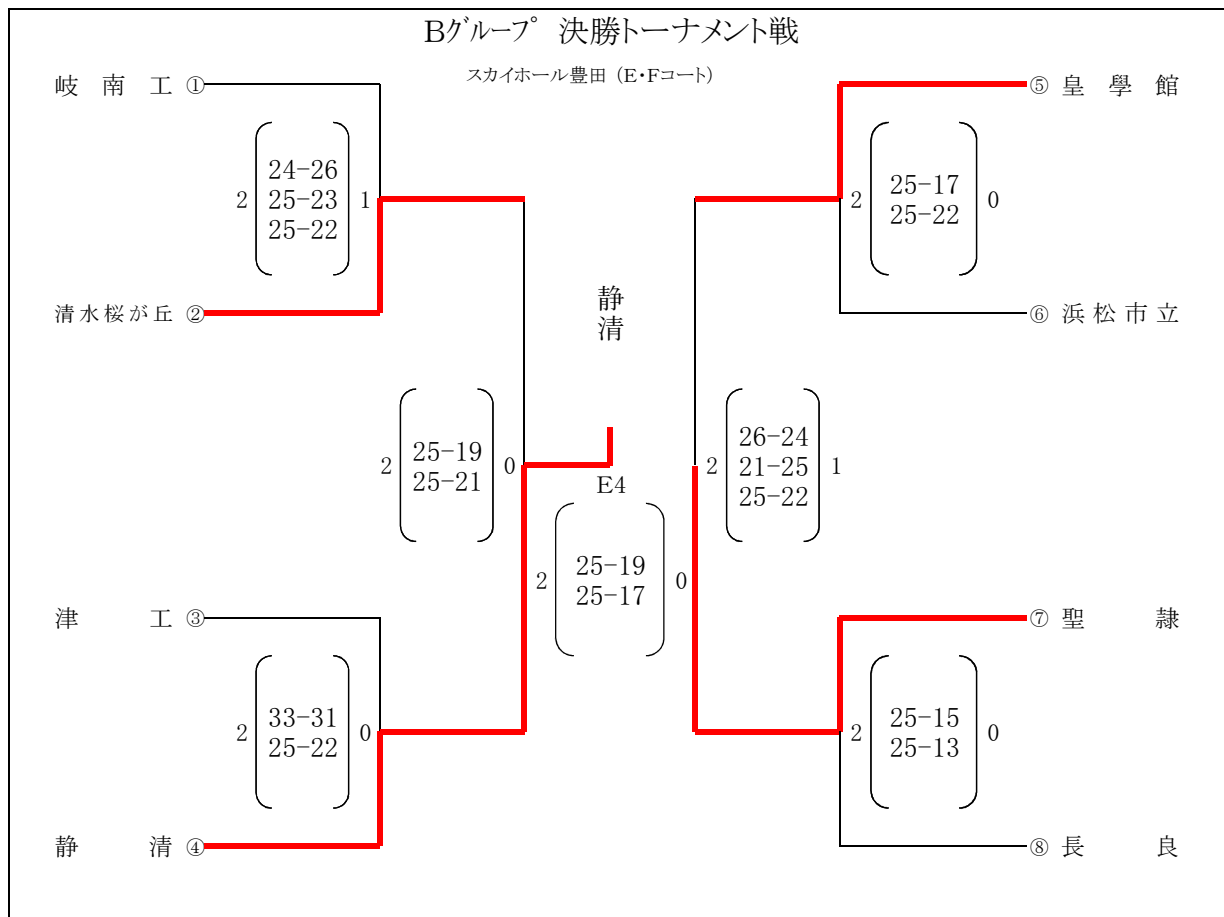 Bグループ 決勝トーナメント戦
スカイホール豊田 (E・Fコート)
岐南工 ①
⑤ 皇學館
2 24-26 1
25-23
25-22
2 25-17 0
25-22
清水桜が丘 ②
⑥ 浜松市立
静清
2 25-19 0
25-21
2 26-24 1
21-25
25-22
E4
2 25-19 0
25-17
津工 ③
⑦ 聖隷
2 33-31 0
25-22
2 25-15 0
25-13
静清 ④
⑧ 長良